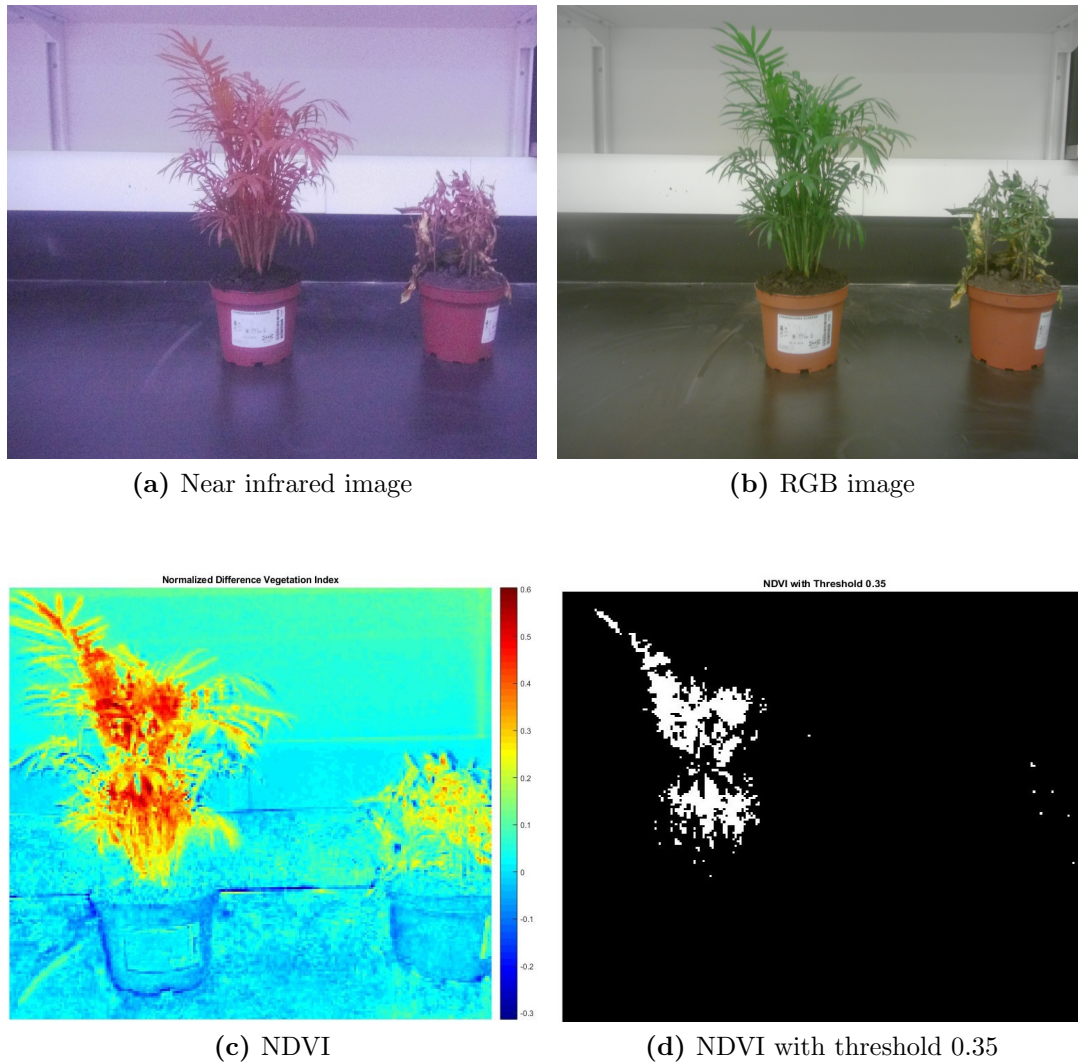 (a) Near infrared image
(b) RGB image
Normalized Difference Vegetation Index
0.6
0.5
0.4
0.3
0.2
0.1
0
-0.1
-0.2
-0.3
NDVI with Threshold 0.35
(c) NDVI
(d) NDVI with threshold 0.35